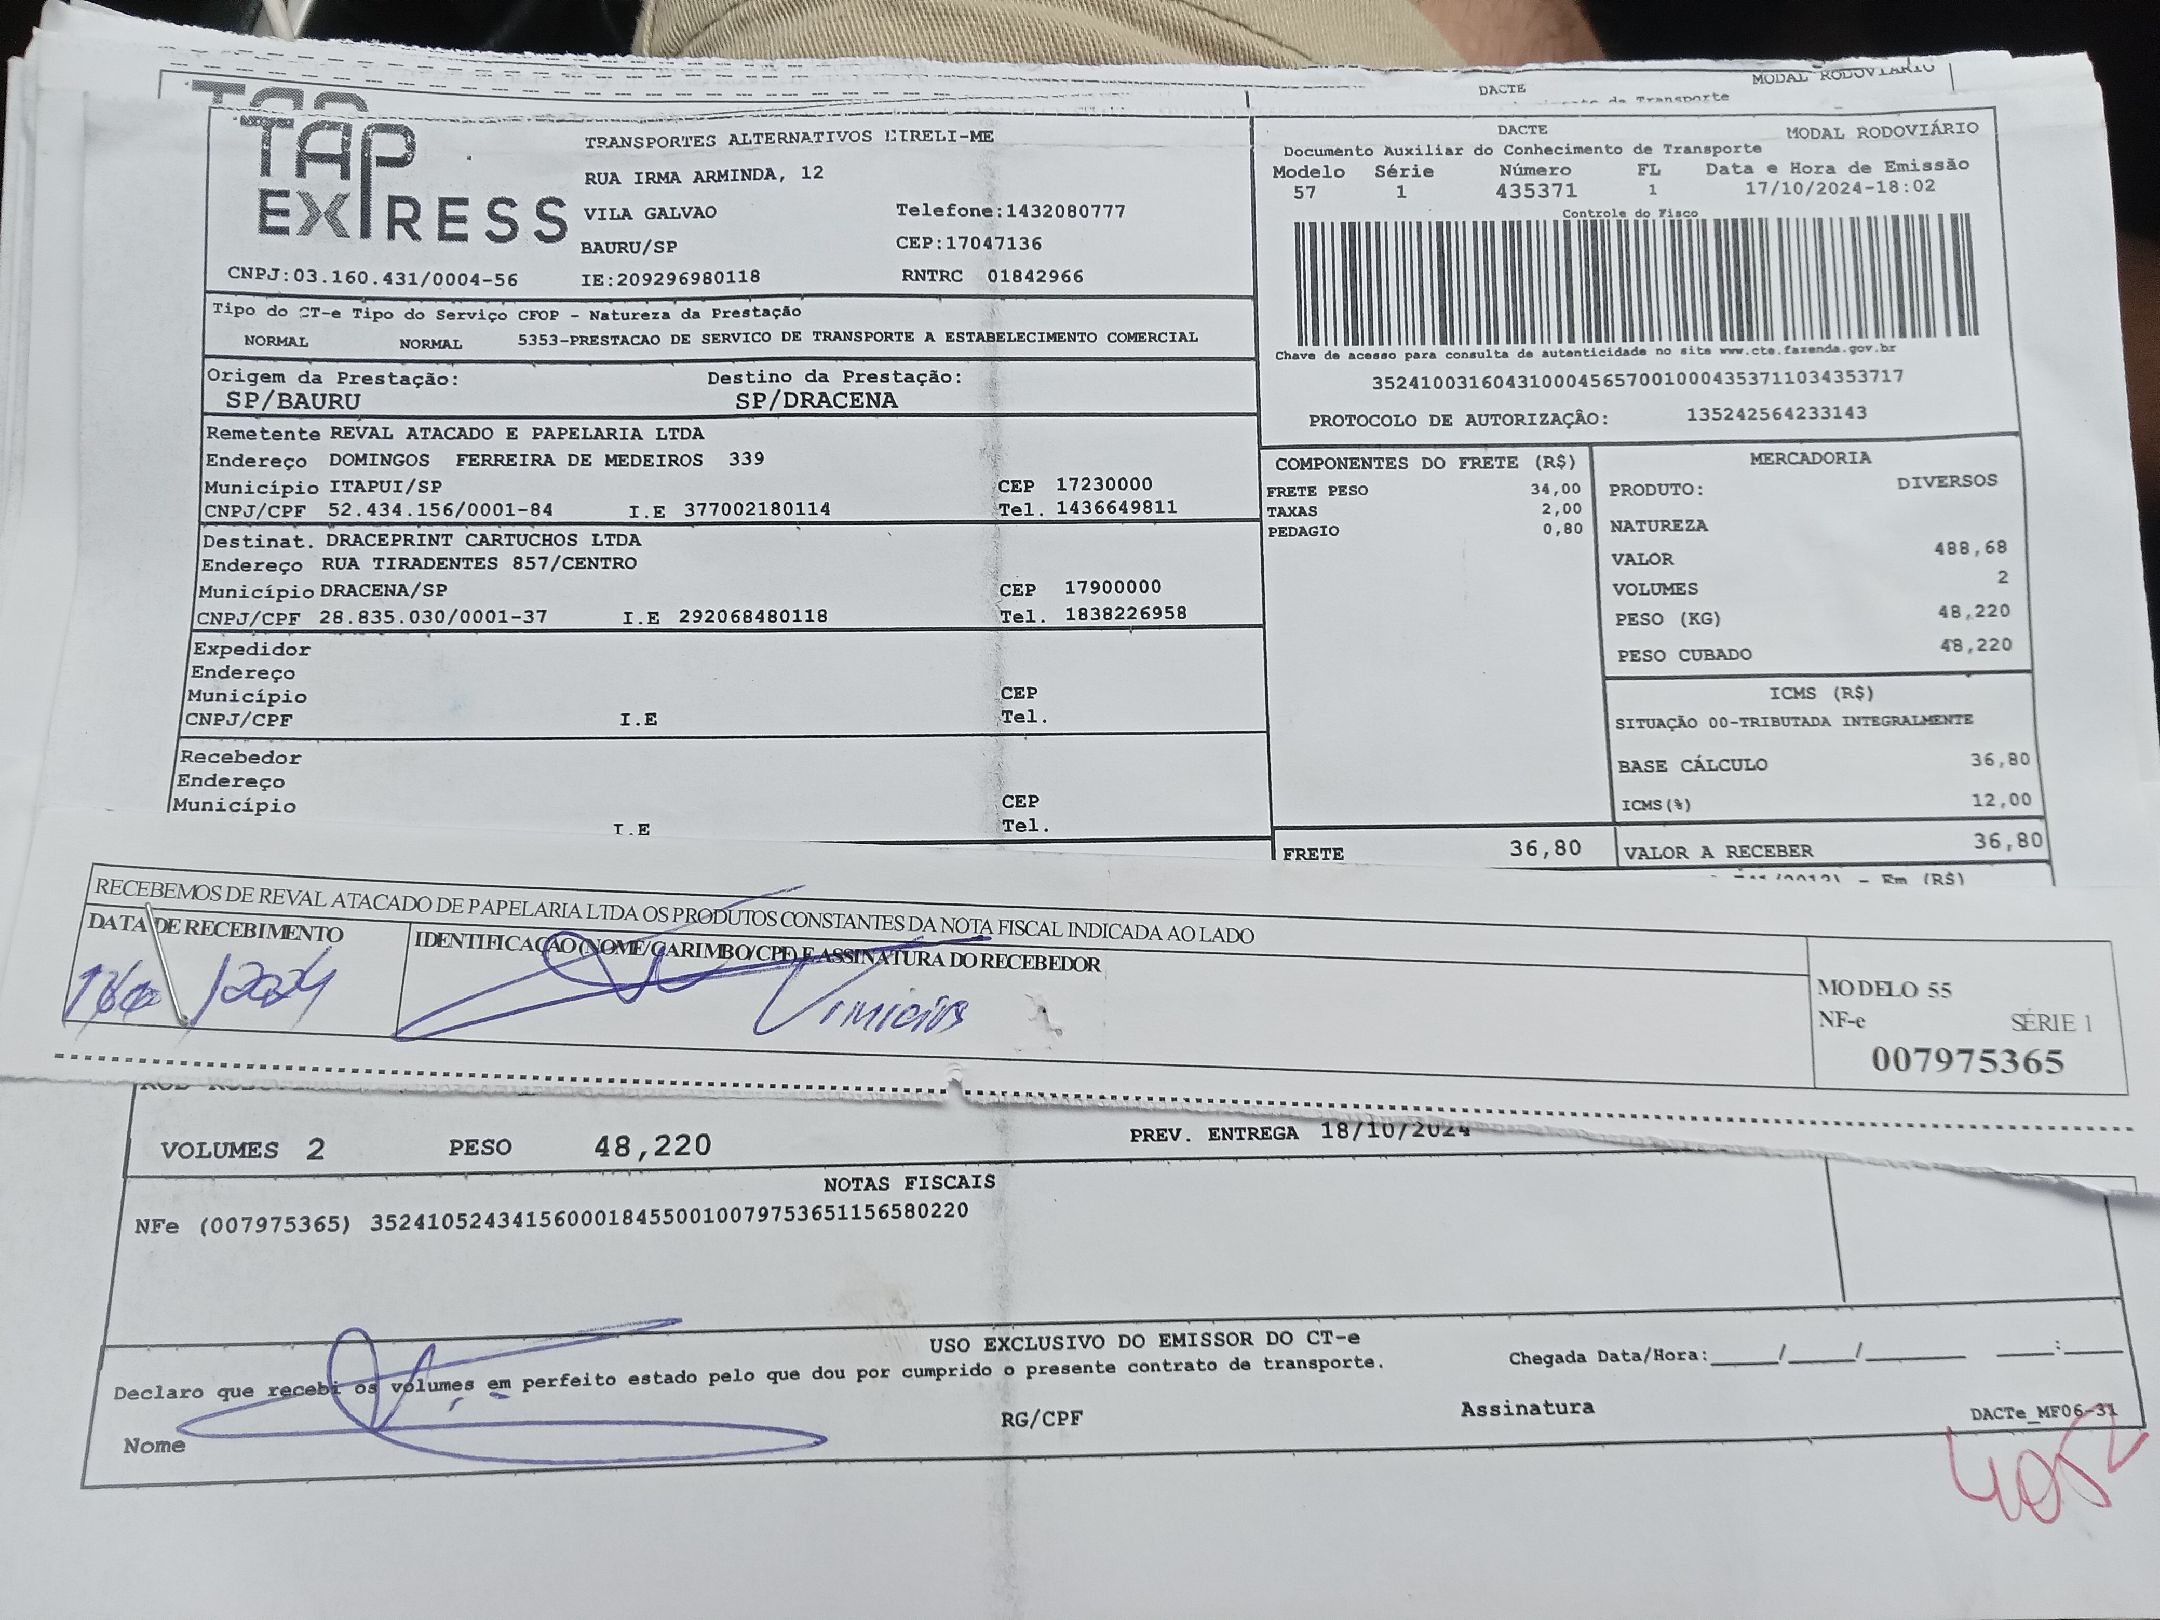 DACTE
MODAL RODOVIÁRIO
de Transporte
TAP
EXPRESS
TRANSPORTES ALTERNATIVOS EIRELI-ME
RUA IRMA ARMINDA, 12
VILA GALVAO Telefone:1432080777
BAURU/SP CEP:17047136
CNPJ:03.160.431/0004-56 IE:209296980118 RNTRC 01842966
DACTE MODAL RODOVIÁRIO
Documento Auxiliar do Conhecimento de Transporte
Modelo Série Número FL Data e Hora de Emissão
57 1 435371 1 17/10/2024-18:02
Controle do Fisco
Chave de acesso para consulta de autenticidade no site www.cte.fazenda.gov.br
35241003160431000456570010004353711034353717
PROTOCOLO DE AUTORIZAÇÂO: 135242564233143
Tipo do CT-e Tipo do Serviço CFOP - Natureza da Prestação
NORMAL NORMAL 5353-PRESTACAO DE SERVICO DE TRANSPORTE A ESTABELECIMENTO COMERCIAL
Origem da Prestação: Destino da Prestação:
SP/BAURU SP/DRACENA
Remetente REVAL ATACADO E PAPELARIA LTDA
Endereço DOMINGOS FERREIRA DE MEDEIROS 339
Município ITAPUI/SP CEP 17230000
CNPJ/CPF 52.434.156/0001-84 I.E 377002180114 Tel. 1436649811
Destinat. DRACEPRINT CARTUCHOS LTDA
Endereço RUA TIRADENTES 857/CENTRO
Município DRACENA/SP CEP 17900000
CNPJ/CPF 28.835.030/0001-37 I.E 292068480118 Tel. 1838226958
Expedidor
Endereço
Município CEP
CNPJ/CPF I.E Tel.
Recebedor
Endereço
Município CEP
I.E Tel.
COMPONENTES DO FRETE (R$)
FRETE PESO 34,00
TAXAS 2,00
PEDAGIO 0,80
MERCADORIA
PRODUTO: DIVERSOS
NATUREZA
VALOR 488,68
VOLUMES 2
PESO (KG) 48,220
PESO CUBADO 48,220
ICMS (R$)
SITUAÇÃO 00-TRIBUTADA INTEGRALMENTE
BASE CÁLCULO 36,80
ICMS(%) 12,00
FRETE 36,80 VALOR A RECEBER 36,80
- Em (R$)
RECEBEMOS DE REVAL ATACADO DE PAPELARIA LTDA OS PRODUTOS CONSTANTES DA NOTA FISCAL INDICADA AO LADO
DATA DE RECEBIMENTO IDENTIFICAÇÃO (NOME/CARIMBO/CPF) E ASSINATURA DO RECEBEDOR
/2024 Vinicius
MODELO 55
NF-e SÉRIE 1
007975365
VOLUMES 2 PESO 48,220 PREV. ENTREGA 18/10/2024
NOTAS FISCAIS
NFe (007975365) 35241052434156000184550010079753651156580220
USO EXCLUSIVO DO EMISSOR DO CT-e
Declaro que recebi os volumes em perfeito estado pelo que dou por cumprido o presente contrato de transporte. Chegada Data/Hora:_____/_____/_________ _____:_____
Nome RG/CPF Assinatura DACTe_MF06-31